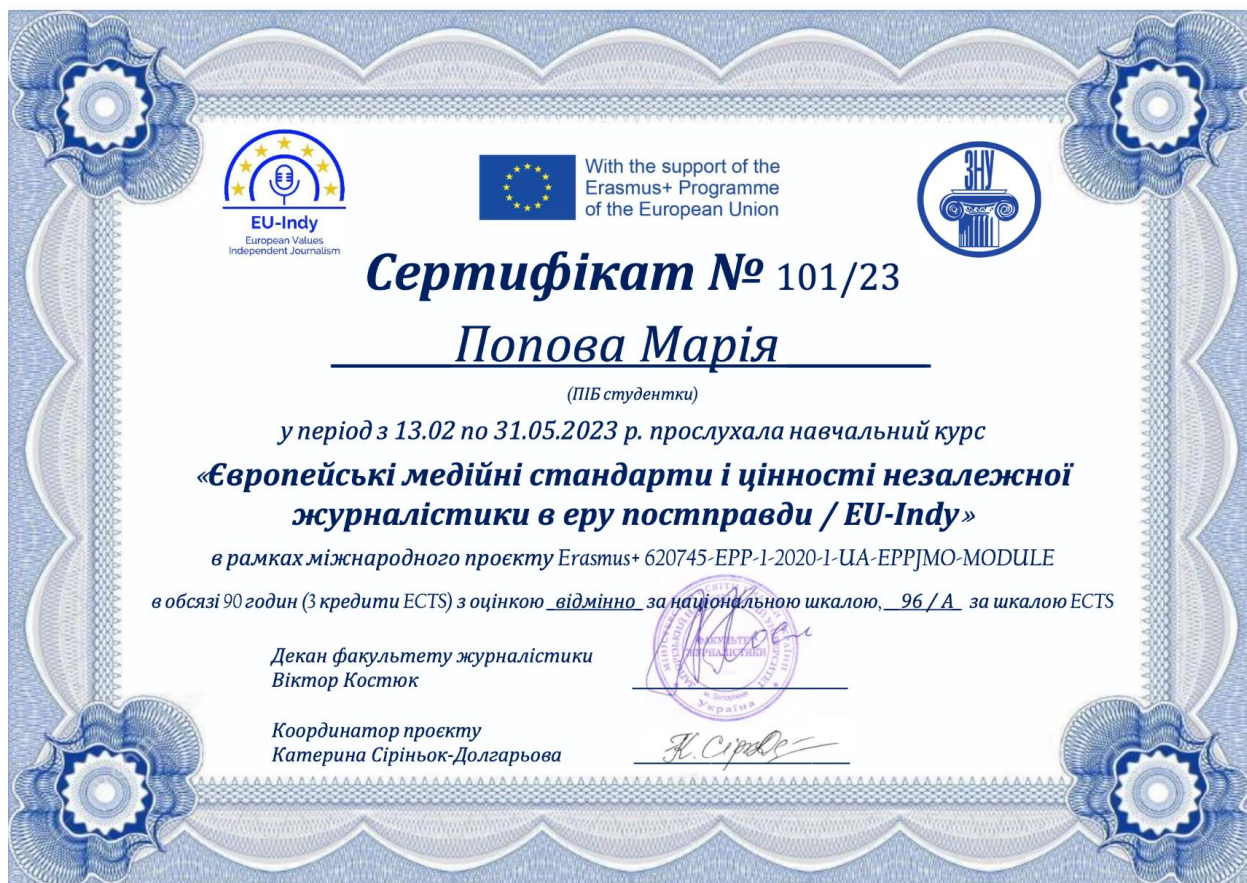 EU-Indy
European Values
Independent Journalism
With the support of the
Erasmus+ Programme
of the European Union
ЗНУ
Сертифікат № 101/23
Попова Марія
(ПІБ студентки)
у період з 13.02 по 31.05.2023 р. прослухала навчальний курс
«Європейські медійні стандарти і цінності незалежної
журналістики в еру постправди / EU-Indy»
в рамках міжнародного проєкту Erasmus+ 620745-EPP-1-2020-1-UA-EPPJMO-MODULE
в обсязі 90 годин (3 кредити ECTS) з оцінкою відмінно за національною шкалою, 96 / А за шкалою ECTS
Декан факультету журналістики
Віктор Костюк
ФАКУЛЬТЕТ
ЖУРНАЛІСТИКИ
Україна
Координатор проєкту
Катерина Сіріньок-Долгарьова